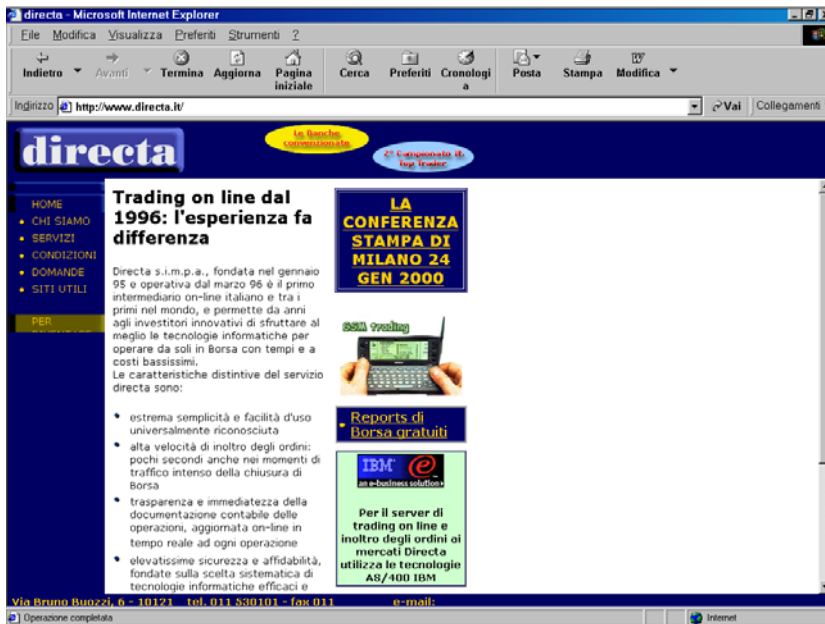 directa - Microsoft Internet Explorer
File Modifica Visualizza Preferiti Strumenti ?
Indietro Avanti Termina Aggiorna Pagina iniziale Cerca Preferiti Cronologia Posta Stampa Modifica
Indirizzo http://www.directa.it/ Vai Collegamenti
directa
Le Banche
convenzionate
2° Campionato it.
top trader
HOME
CHI SIAMO
SERVIZI
CONDIZIONI
DOMANDE
SITI UTILI
PER
Trading on line dal
1996: l'esperienza fa
differenza
Directa s.i.m.p.a., fondata nel gennaio
95 e operativa dal marzo 96 è il primo
intermediario on-line italiano e tra i
primi nel mondo, e permette da anni
agli investitori innovativi di sfruttare al
meglio le tecnologie informatiche per
operare da soli in Borsa con tempi e a
costi bassissimi.
Le caratteristiche distintive del servizio
directa sono:
estrema semplicità e facilità d'uso
universalmente riconosciuta
alta velocità di inoltro degli ordini:
pochi secondi anche nei momenti di
traffico intenso della chiusura di
Borsa
trasparenza e immediatezza della
documentazione contabile delle
operazioni, aggiornata on-line in
tempo reale ad ogni operazione
elevatissime sicurezza e affidabilità,
fondate sulla scelta sistematica di
tecnologie informatiche efficaci e
LA
CONFERENZA
STAMPA DI
MILANO 24
GEN 2000
GSM trading
Reports di
Borsa gratuiti
IBM e
an e-business solution
Per il server di
trading on line e
inoltro degli ordini ai
mercati Directa
utilizza le tecnologie
AS/400 IBM
Via Bruno Buozzi, 6 - 10121 tel. 011 530101 - fax 011 e-mail:
Operazione completata Internet